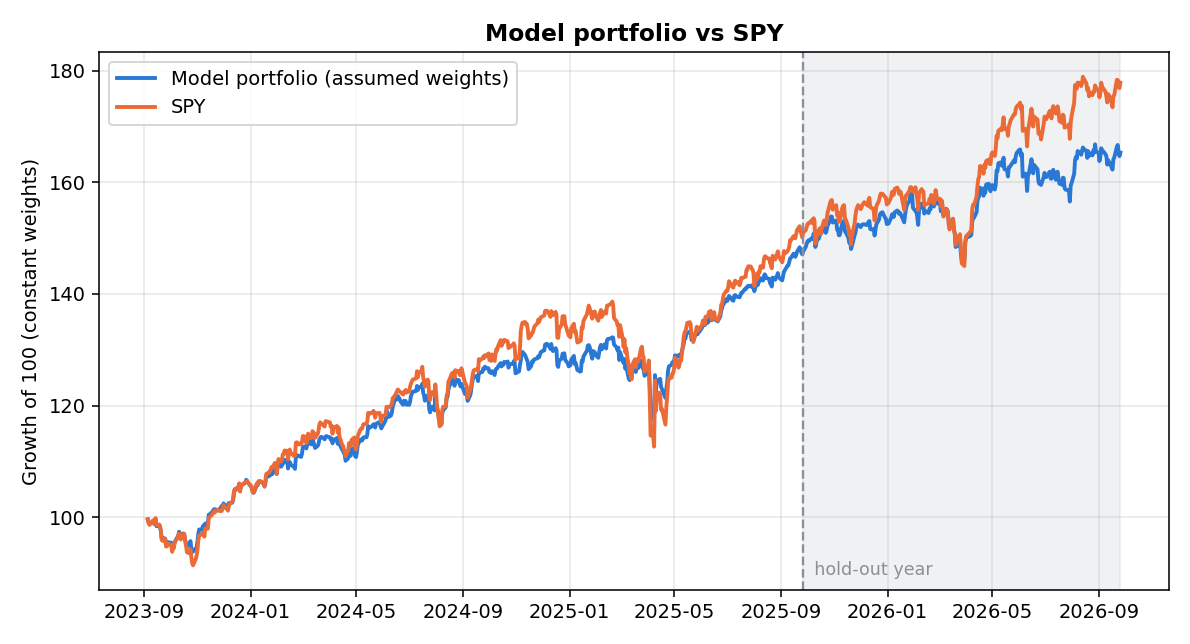 Model portfolio vs SPY
Model portfolio (assumed weights)
SPY
Growth of 100 (constant weights)
180
160
140
120
100
hold-out year
2023-09 2024-01 2024-05 2024-09 2025-01 2025-05 2025-09 2026-01 2026-05 2026-09